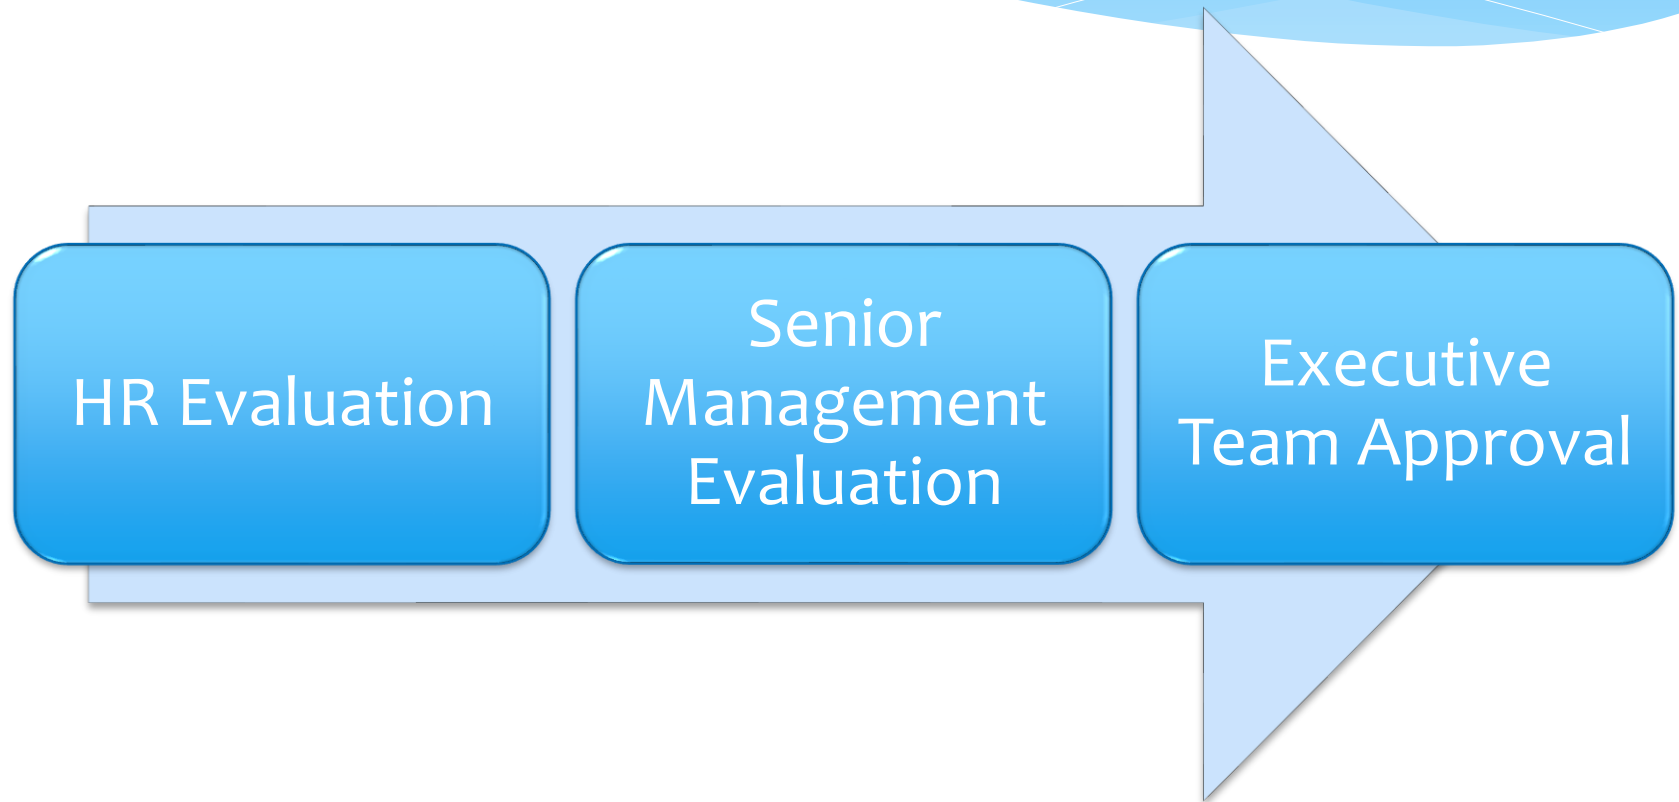 HR Evaluation
Senior
Management
Evaluation
Executive
Team Approval